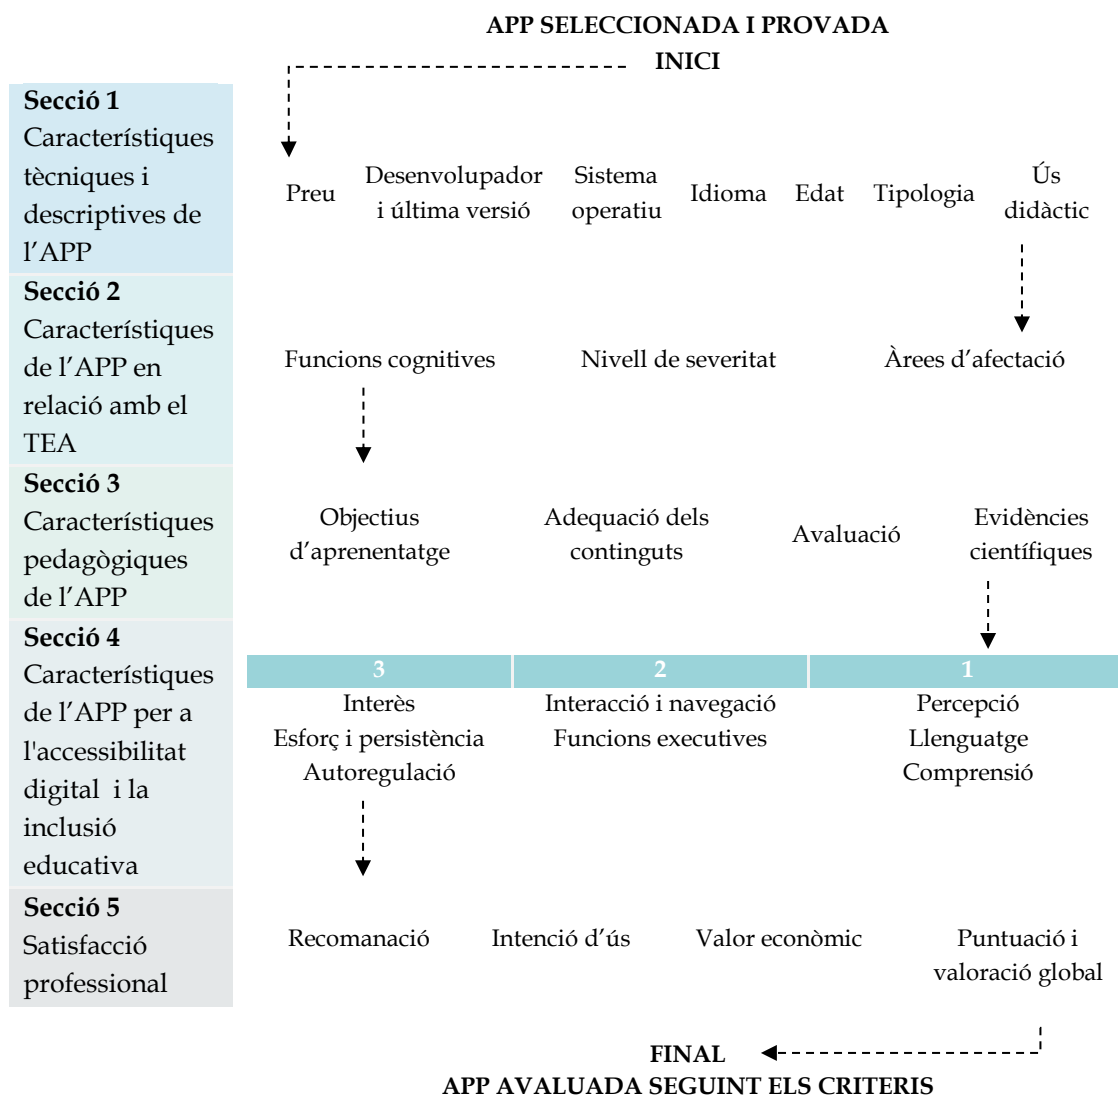 APP SELECCIONADA I PROVADA
INICI
Secció 1
Característiques
tècniques i
descriptives de
l’APP
Preu
Desenvolupador
i última versió
Sistema
operatiu
Idioma
Edat
Tipologia
Ús
didàctic
Secció 2
Característiques
de l’APP en
relació amb el
TEA
Funcions cognitives
Nivell de severitat
Àrees d’afectació
Secció 3
Característiques
pedagògiques
de l’APP
Objectius
d’aprenentatge
Adequació dels
continguts
Avaluació
Evidències
científiques
Secció 4
Característiques
de l’APP per a
l'accessibilitat
digital i la
inclusió
educativa
3
Interès
Esforç i persistència
Autoregulació
2
Interacció i navegació
Funcions executives
1
Percepció
Llenguatge
Comprensió
Secció 5
Satisfacció
professional
Recomanació
Intenció d’ús
Valor econòmic
Puntuació i
valoració global
FINAL
APP AVALUADA SEGUINT ELS CRITERIS